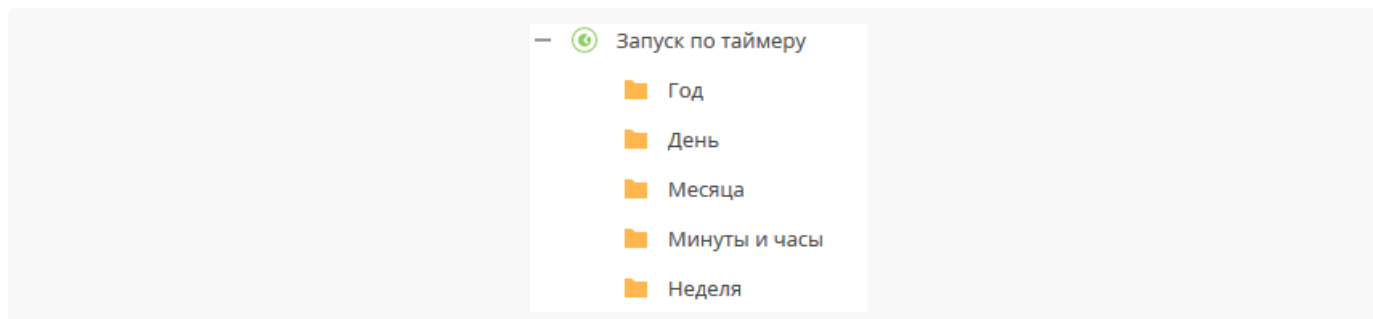 Запуск по таймеру
Год
День
Месяца
Минуты и часы
Неделя